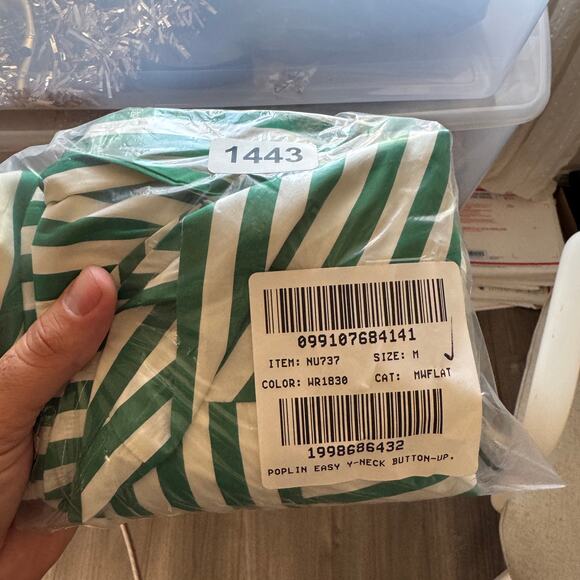 1443
099107684141
ITEM: NU737 SIZE: M
COLOR: WR1830 CAT: MWFLAT
1998686432
POPLIN EASY Y-NECK BUTTON-UP.